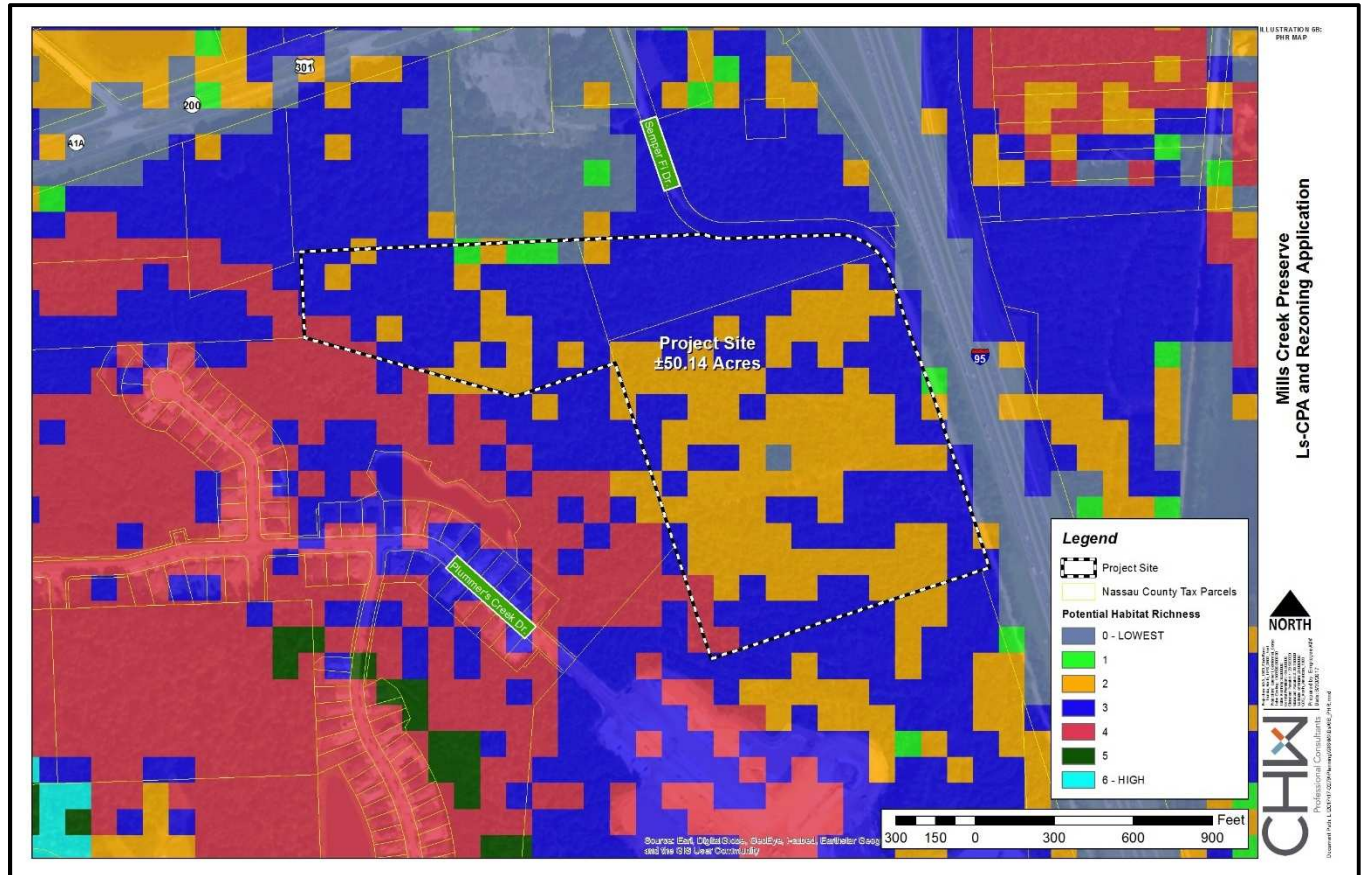 ILLUSTRATION 6B:
PHR MAP
Mills Creek Preserve
Ls-CPA and Rezoning Application
301
200
A1A
Semper Fi Dr.
Project Site
±50.14 Acres
95
Plummer's Creek Dr.
Legend
Project Site
Nassau County Tax Parcels
Potential Habitat Richness
0 - LOWEST
1
2
3
4
5
6 - HIGH
Feet
300 150 0 300 600 900
Source: Esri, DigitalGlobe, GeoEye, Earthstar Geog
and the GIS User Community
NORTH
CHW
Professional Consultants